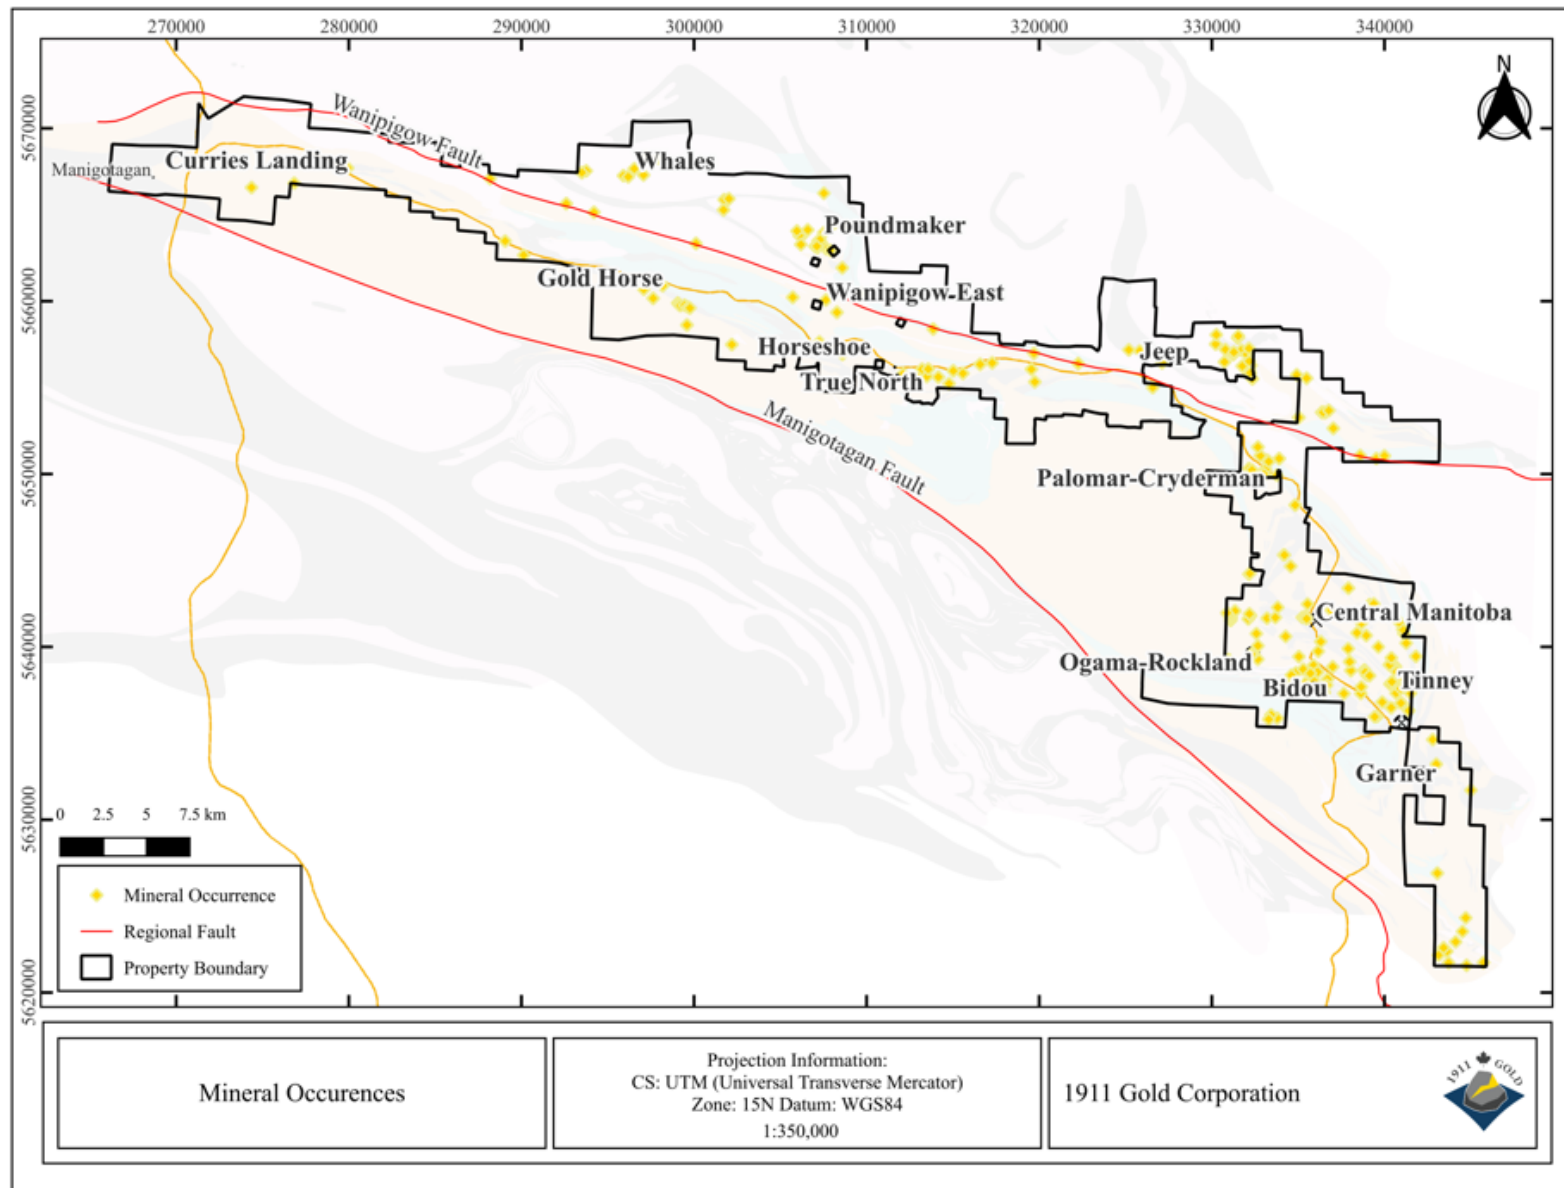 270000 280000 290000 300000 310000 320000 330000 340000
N
5670000
5660000
5650000
5640000
5630000
5620000
Wanipigow Fault
Whales
Curries Landing
Manigotagan
Poundmaker
Gold Horse
Wanipigow East
Horseshoe
Jeep
True North
Manigotagan Fault
Palomar-Cryderman
Central Manitoba
Ogama-Rockland
Bidou
Tinney
Garner
0 2.5 5 7.5 km
Mineral Occurrence
Regional Fault
Property Boundary
Mineral Occurences
Projection Information:
CS: UTM (Universal Transverse Mercator)
Zone: 15N Datum: WGS84
1:350,000
1911 Gold Corporation
1911 GOLD